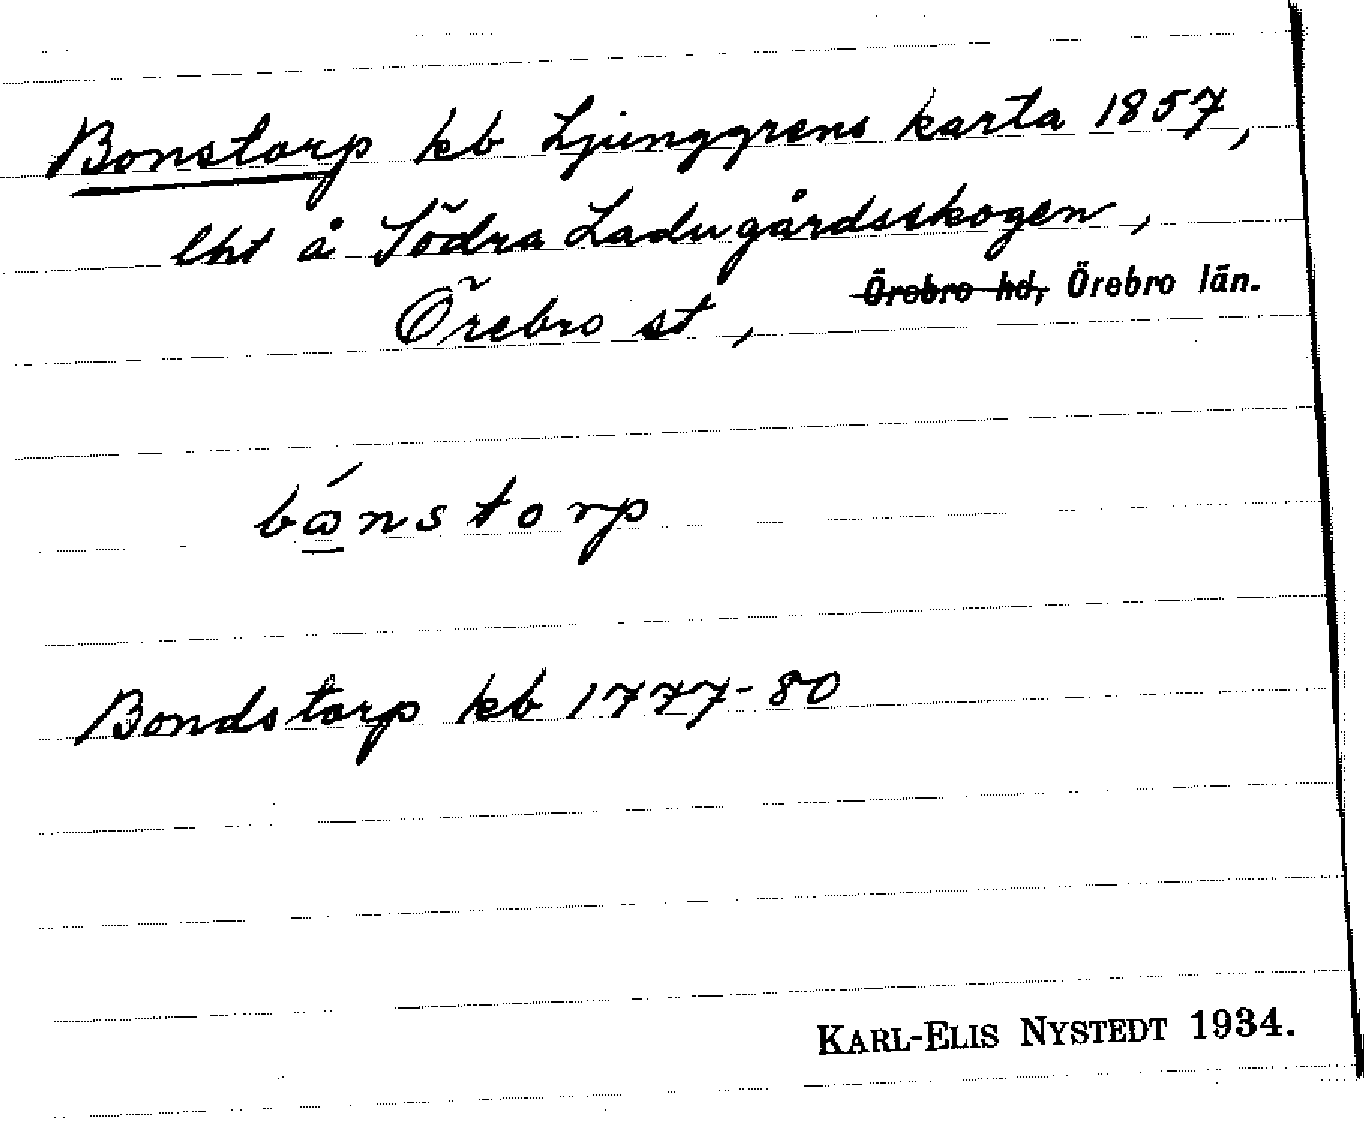 Bonstorp kb Ljunggrens karta 1857,
lht å Södra Ladugårdsskogen,
Örebro st, Örebro hd, Örebro län.
bánstorp
Bondstorp kb 1777-80
KARL-ELIS NYSTEDT 1934.